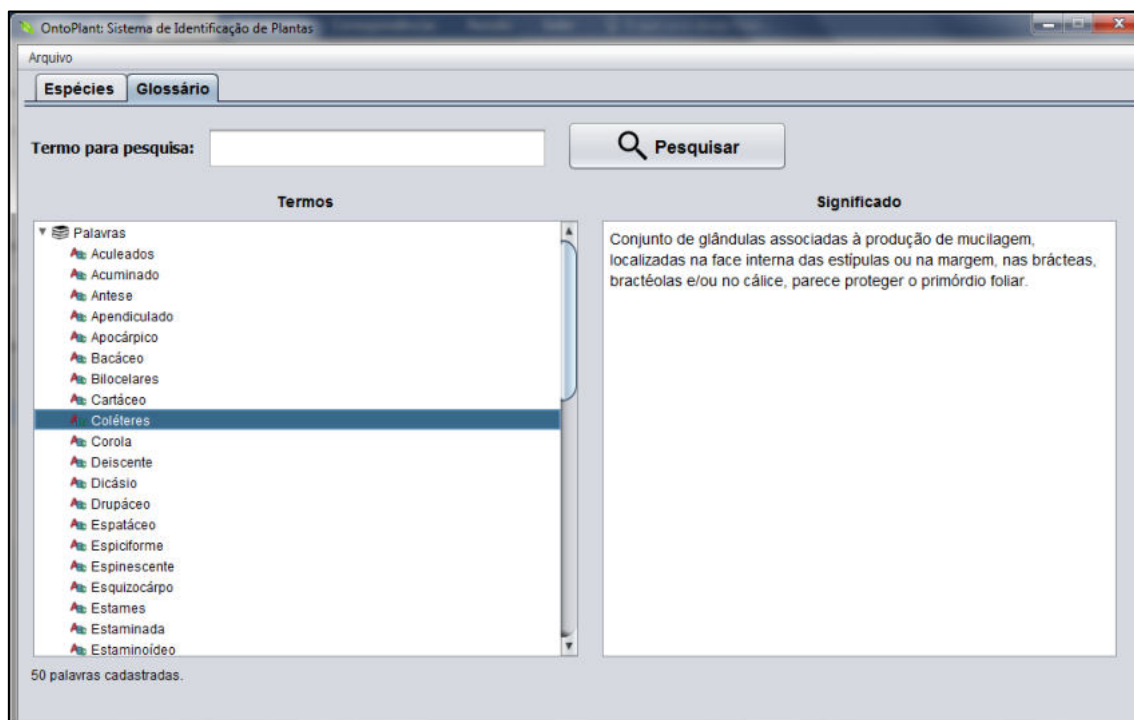 OntoPlant: Sistema de Identificação de Plantas
Arquivo
Espécies Glossário
Termo para pesquisa: Pesquisar
Termos
Significado
Palavras
Aculeados
Acuminado
Antese
Apendiculado
Apocárpico
Bacáceo
Bilocelares
Cartáceo
Coléteres
Corola
Deiscente
Dicásio
Drupáceo
Espatáceo
Espiciforme
Espinescente
Esquizocárpo
Estames
Estaminada
Estaminoídeo
Conjunto de glândulas associadas à produção de mucilagem,
localizadas na face interna das estípulas ou na margem, nas brácteas,
bractéolas e/ou no cálice, parece proteger o primórdio foliar.
50 palavras cadastradas.